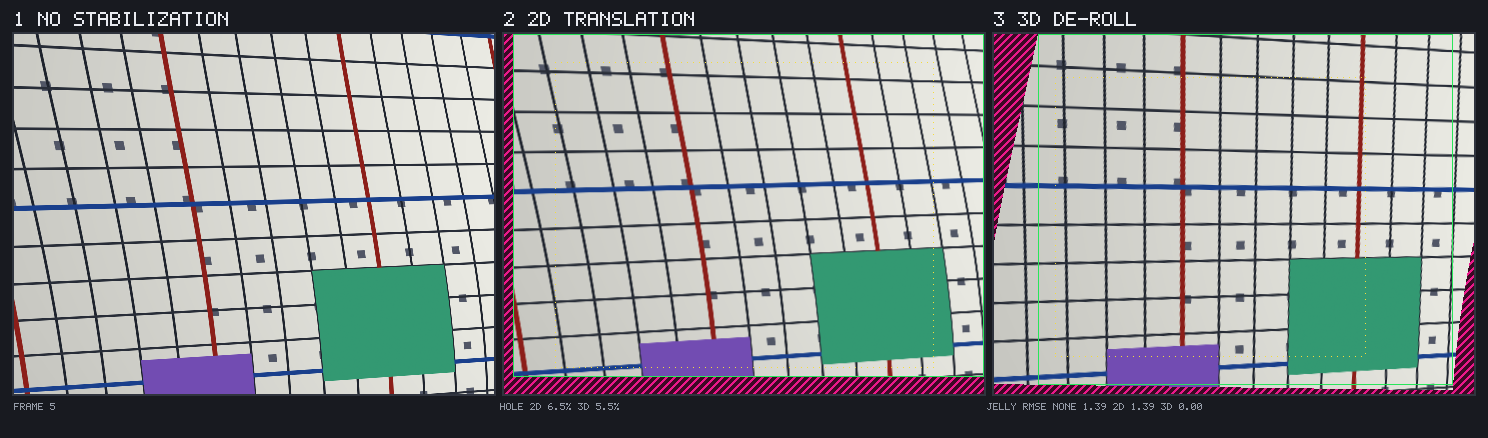 1 NO STABILIZATION
2 2D TRANSLATION
3 3D DE-ROLL
FRAME 5
HOLE 2D 6.5% 3D 5.5%
JELLY RMSE NONE 1.39 2D 1.39 3D 0.00